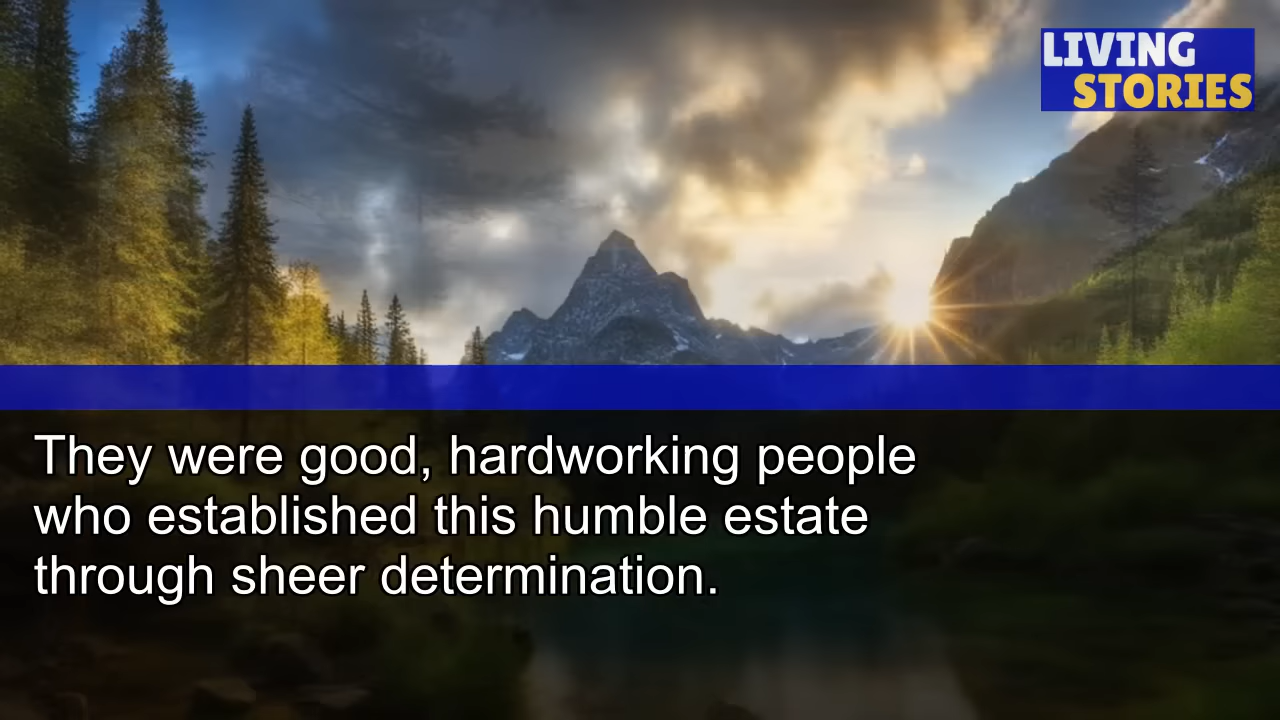 LIVING
STORIES
They were good, hardworking people
who established this humble estate
through sheer determination.